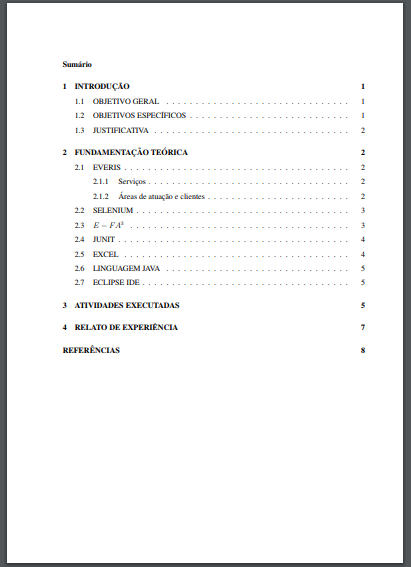 Sumário
1 INTRODUÇÃO 1
1.1 OBJETIVO GERAL . . . . . . . . . . . . . . . . . . . . . . . . . . . . . . 1
1.2 OBJETIVOS ESPECÍFICOS . . . . . . . . . . . . . . . . . . . . . . . . . . 1
1.3 JUSTIFICATIVA . . . . . . . . . . . . . . . . . . . . . . . . . . . . . . . 2
2 FUNDAMENTAÇÃO TEÓRICA 2
2.1 EVERIS . . . . . . . . . . . . . . . . . . . . . . . . . . . . . . . . . . . 2
2.1.1 Serviços . . . . . . . . . . . . . . . . . . . . . . . . . . . . . . . 2
2.1.2 Áreas de atuação e clientes . . . . . . . . . . . . . . . . . . . . . . 2
2.2 SELENIUM . . . . . . . . . . . . . . . . . . . . . . . . . . . . . . . . . 3
2.3 E − FA³ . . . . . . . . . . . . . . . . . . . . . . . . . . . . . . . . . . 3
2.4 JUNIT . . . . . . . . . . . . . . . . . . . . . . . . . . . . . . . . . . . . 4
2.5 EXCEL . . . . . . . . . . . . . . . . . . . . . . . . . . . . . . . . . . . 4
2.6 LINGUAGEM JAVA . . . . . . . . . . . . . . . . . . . . . . . . . . . . . 5
2.7 ECLIPSE IDE . . . . . . . . . . . . . . . . . . . . . . . . . . . . . . . . 5
3 ATIVIDADES EXECUTADAS 5
4 RELATO DE EXPERIÊNCIA 7
REFERÊNCIAS 8